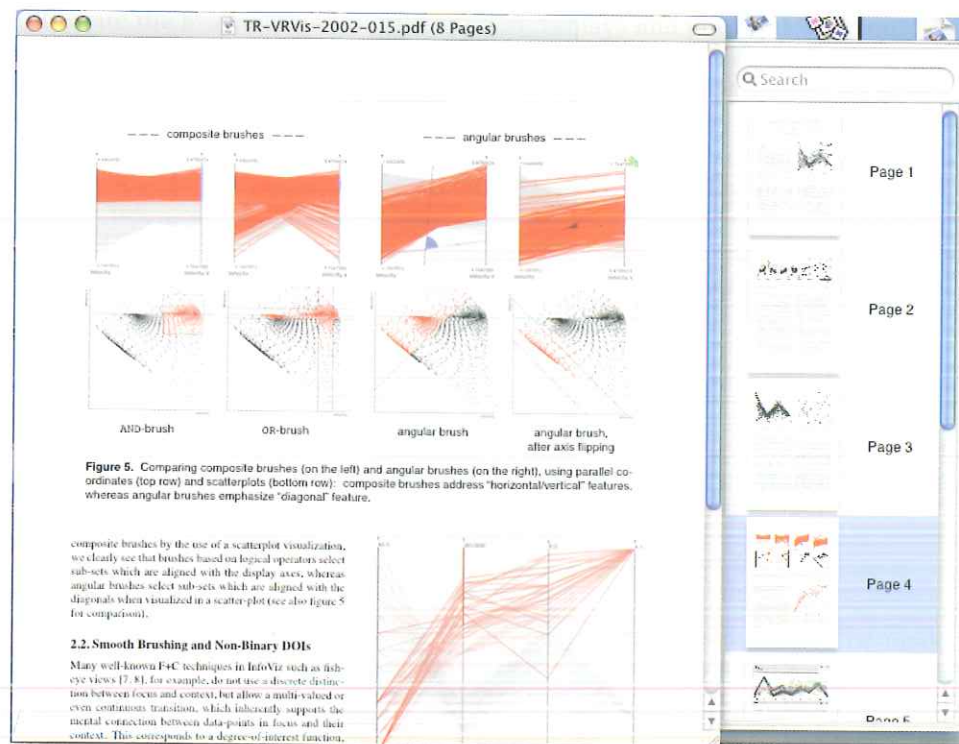 TR-VRVis-2002-015.pdf (8 Pages)
Search
--- composite brushes ---
--- angular brushes ---
AND-brush
OR-brush
angular brush
angular brush,
after axis flipping
Figure 5. Comparing composite brushes (on the left) and angular brushes (on the right), using parallel co-
ordinates (top row) and scatterplots (bottom row): composite brushes address "horizontal/vertical" features,
whereas angular brushes emphasize "diagonal" feature.
composite brushes by the use of a scatterplot visualization,
we clearly see that brushes based on logical operators select
sub-sets which are aligned with the display axes, whereas
angular brushes select sub-sets which are aligned with the
diagonals when visualized in a scatter-plot (see also figure 5
for comparison).
2.2. Smooth Brushing and Non-Binary DOIs
Many well-known F+C techniques in InfoViz such as fish-
eye views [7, 8], for example, do not use a discrete distinc-
tion between focus and context, but allow a multi-valued or
even continuous transition, which inherently supports the
mental connection between data-points in focus and their
context. This corresponds to a degree-of-interest function,
Page 1
Page 2
Page 3
Page 4
Page 5